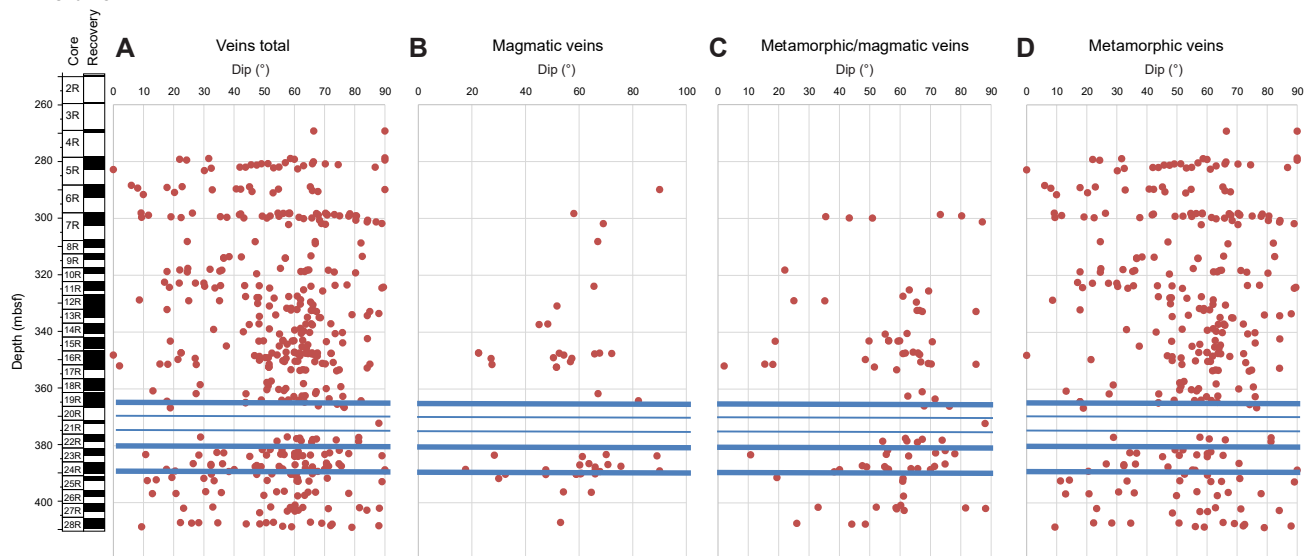 Core
Recovery
A Veins total
Dip (°)
0 10 20 30 40 50 60 70 80 90
B Magmatic veins
Dip (°)
0 20 40 60 80 100
C Metamorphic/magmatic veins
Dip (°)
0 10 20 30 40 50 60 70 80 90
D Metamorphic veins
Dip (°)
0 10 20 30 40 50 60 70 80 90
Depth (mbsf)
260
280
300
320
340
360
380
400
2R
3R
4R
5R
6R
7R
8R
9R
10R
11R
12R
13R
14R
15R
16R
17R
18R
19R
20R
21R
22R
23R
24R
25R
26R
27R
28R